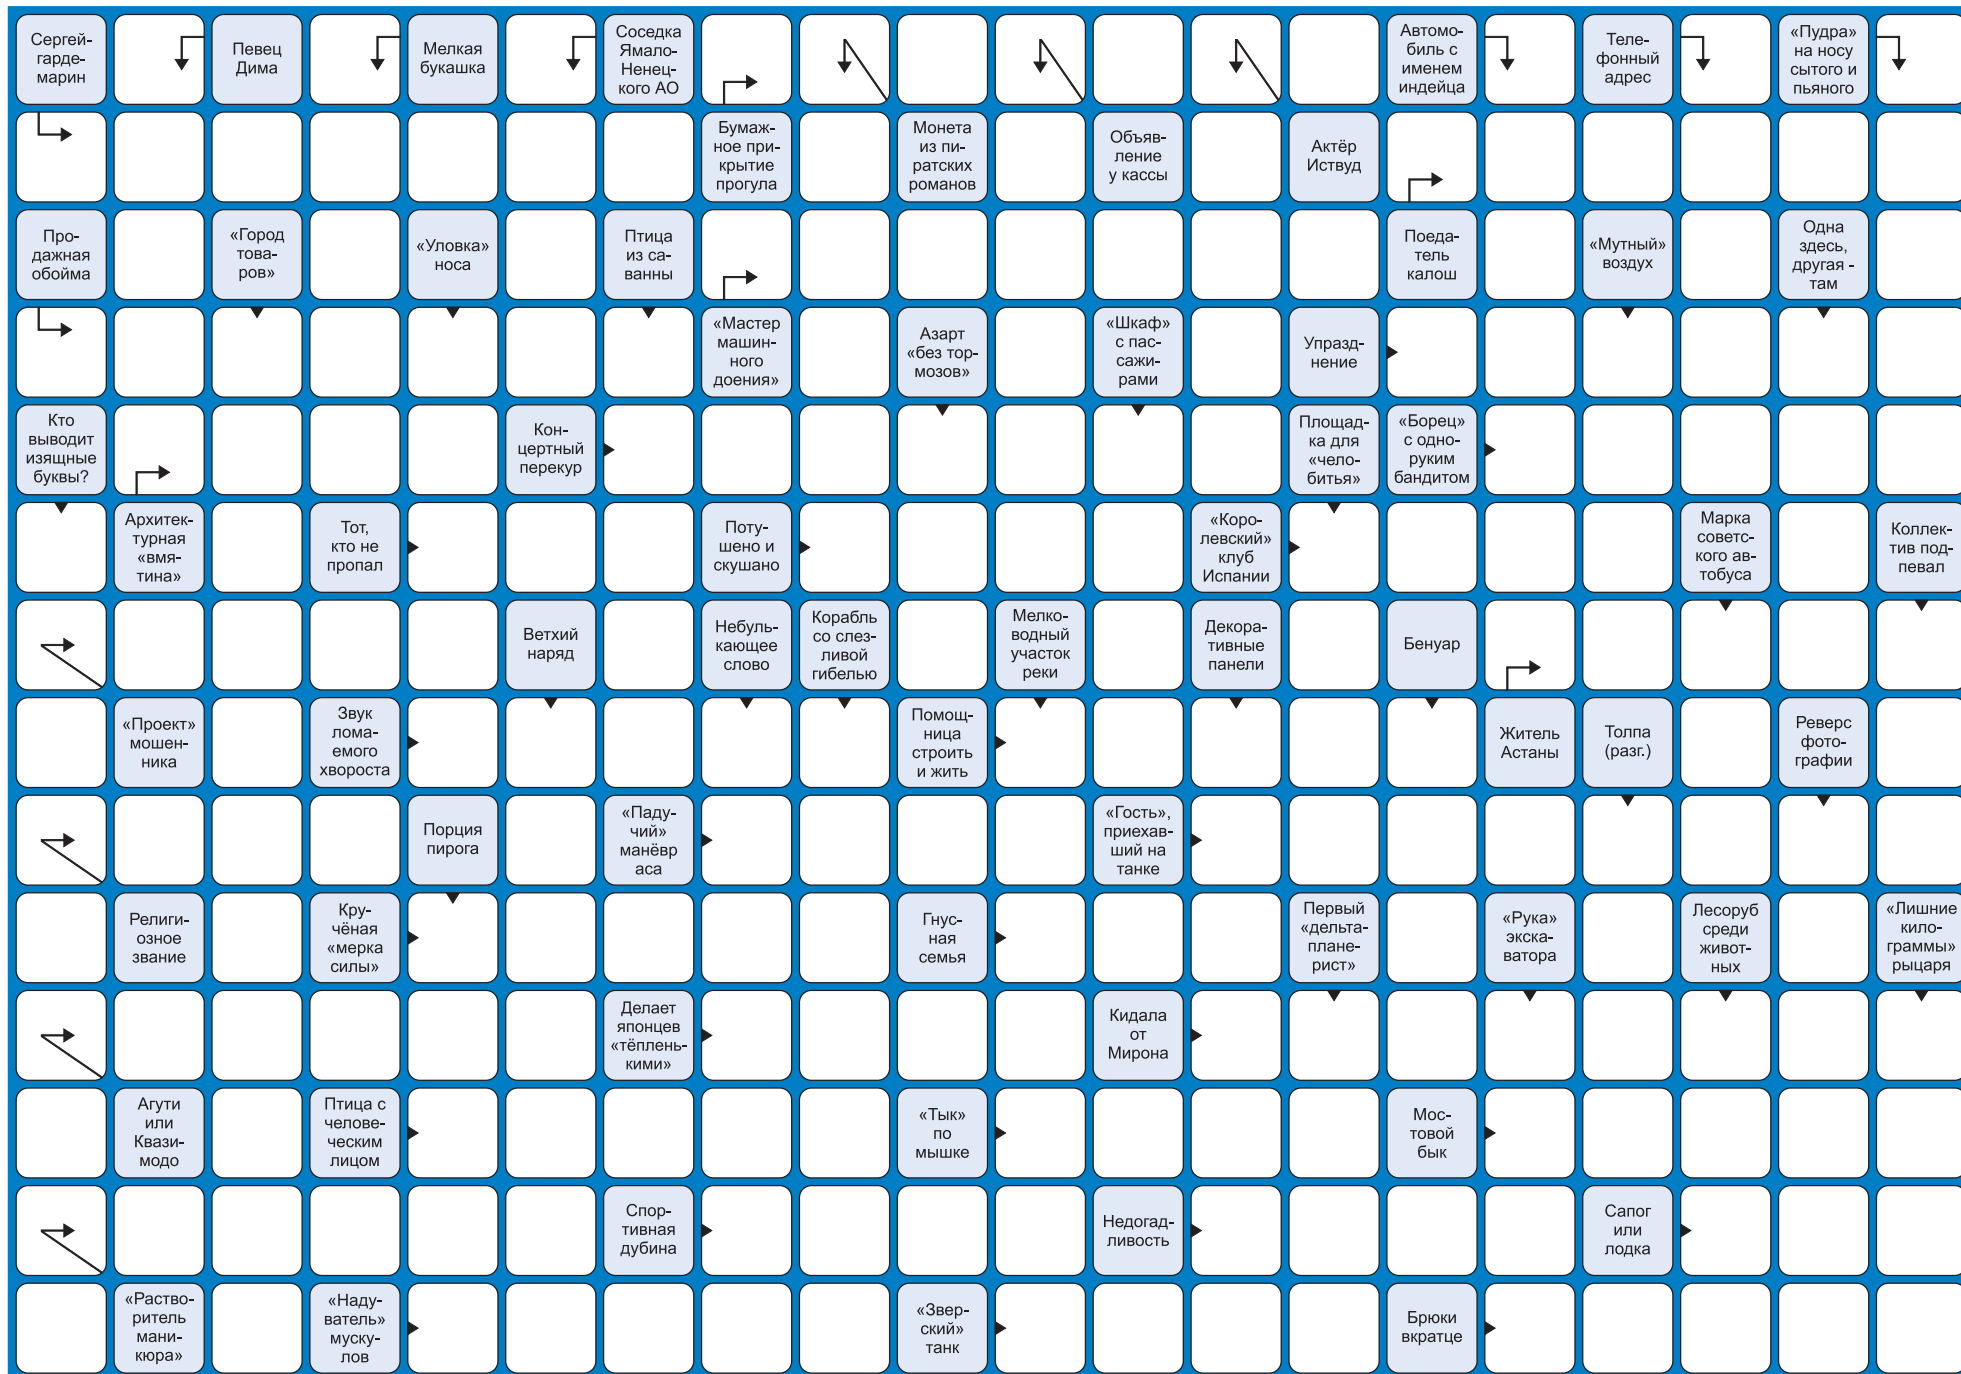 Сергей-
гарде-
марин
Певец
Дима
Мелкая
букашка
Соседка
Ямало-
Ненец-
кого АО
Автомо-
биль с
именем
индейца
Теле-
фонный
адрес
«Пудра»
на носу
сытого и
пьяного
Бумаж-
ное при-
крытие
прогула
Монета
из пи-
ратских
романов
Объяв-
ление
у кассы
Актёр
Иствуд
Про-
дажная
обойма
«Город
това-
ров»
«Уловка»
носа
Птица
из са-
ванны
Поеда-
тель
калош
«Мутный»
воздух
Одна
здесь,
другая -
там
«Мастер
машин-
ного
доения»
Азарт
«без тор-
мозов»
«Шкаф»
с пас-
сажи-
рами
Упразд-
нение
Кто
выводит
изящные
буквы?
Кон-
цертный
перекур
Площад-
ка для
«чело-
битья»
«Борец»
с одно-
руким
бандитом
Архитек-
турная
«вмя-
тина»
Тот,
кто не
пропал
Поту-
шено и
скушано
«Коро-
левский»
клуб
Испании
Марка
советс-
кого ав-
тобуса
Коллек-
тив под-
певал
Ветхий
наряд
Небуль-
кающее
слово
Корабль
со слез-
ливой
гибелью
Мелко-
водный
участок
реки
Декора-
тивные
панели
Бенуар
«Проект»
мошен-
ника
Звук
лома-
емого
хвороста
Помощ-
ница
строить
и жить
Житель
Астаны
Толпа
(разг.)
Реверс
фото-
графии
Порция
пирога
«Паду-
чий»
манёвр
аса
«Гость»,
приехав-
ший на
танке
Религи-
озное
звание
Кру-
чёная
«мерка
силы»
Гнус-
ная
семья
Первый
«дельта-
плане-
рист»
«Рука»
экска-
ватора
Лесоруб
среди
живот-
ных
«Лишние
кило-
граммы»
рыцаря
Делает
японцев
«тёплень-
кими»
Кидала
от
Мирона
Агути
или
Квази-
модо
Птица с
челове-
ческим
лицом
«Тык»
по
мышке
Мос-
товой
бык
Спор-
тивная
дубина
Недогад-
ливость
Сапог
или
лодка
«Раство-
ритель
мани-
кюра»
«Наду-
ватель»
муску-
лов
«Звер-
ский»
танк
Брюки
вкратце